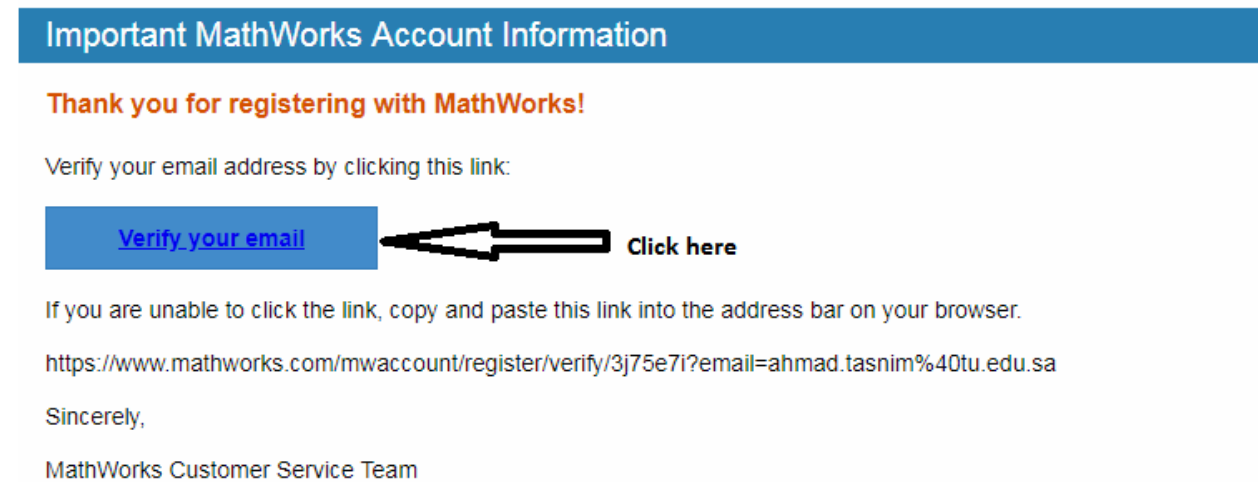 Important MathWorks Account Information
Thank you for registering with MathWorks!
Verify your email address by clicking this link:
Verify your email
Click here
If you are unable to click the link, copy and paste this link into the address bar on your browser.
https://www.mathworks.com/mwaccount/register/verify/3j75e7i?email=ahmad.tasnim%40tu.edu.sa
Sincerely,
MathWorks Customer Service Team